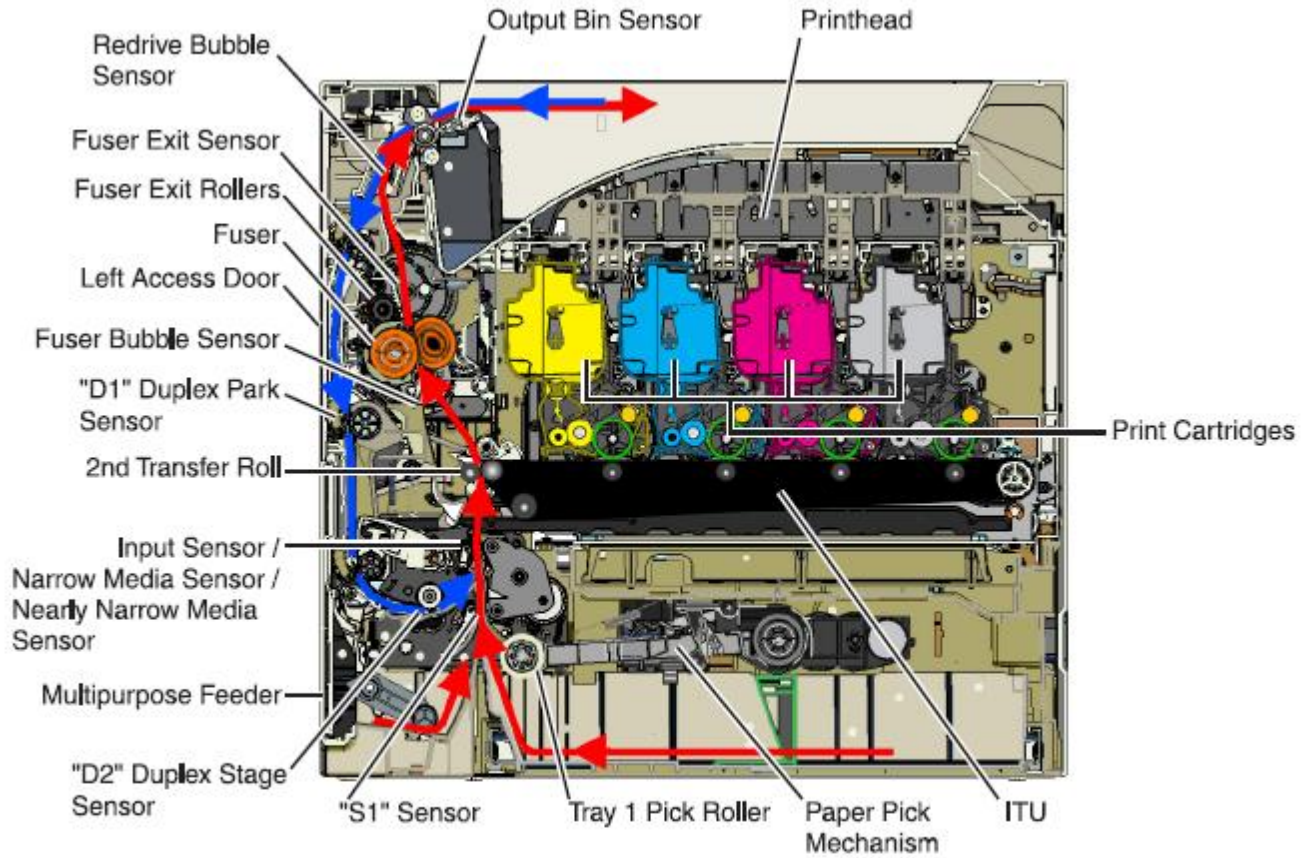 Output Bin Sensor
Printhead
Redrive Bubble
Sensor
Fuser Exit Sensor
Fuser Exit Rollers
Fuser
Left Access Door
Fuser Bubble Sensor
"D1" Duplex Park
Sensor
2nd Transfer Roll
Print Cartridges
Input Sensor /
Narrow Media Sensor /
Nearly Narrow Media
Sensor
Multipurpose Feeder
"D2" Duplex Stage
Sensor
"S1" Sensor
Tray 1 Pick Roller
Paper Pick
Mechanism
ITU